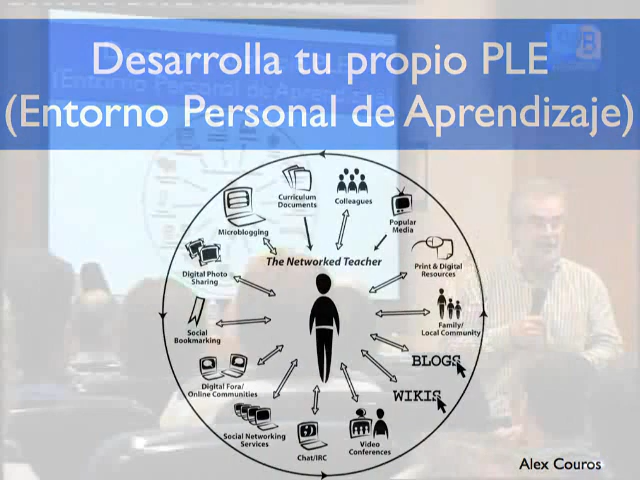 Desarrolla tu propio PLE
(Entorno Personal de Aprendizaje)
Curriculum
Documents
Colleagues
Popular
Media
Microblogging
The Networked Teacher
Digital Photo
Sharing
Print & Digital
Resources
Social
Bookmarking
Family/
Local Community
BLOGS
Digital Fora/
Online Communities
WIKIS
Social Networking
Services
Chat/IRC
Video
Conferences
Alex Couros